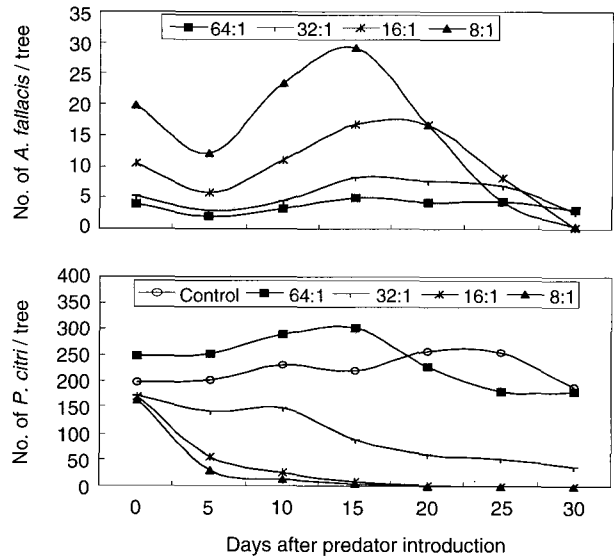 35
30
25
20
15
10
5
0
No. of A. fallacis / tree
64:1 32:1 16:1 8:1
400
350
300
250
200
150
100
50
0
No. of P. citri / tree
Control 64:1 32:1 16:1 8:1
0 5 10 15 20 25 30
Days after predator introduction